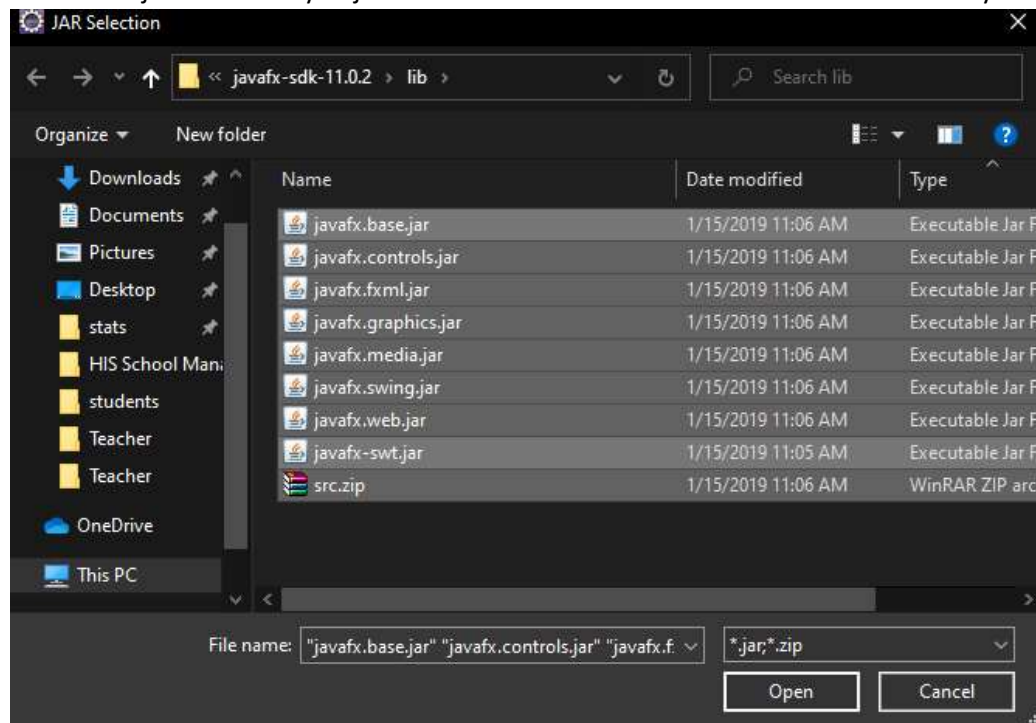 JAR Selection
« javafx-sdk-11.0.2 › lib ›
Search lib
Organize
New folder
Name
Date modified
Type
Downloads
Documents
Pictures
Desktop
stats
HIS School Mana
students
Teacher
Teacher
OneDrive
This PC
javafx.base.jar 1/15/2019 11:06 AM Executable Jar F
javafx.controls.jar 1/15/2019 11:06 AM Executable Jar F
javafx.fxml.jar 1/15/2019 11:06 AM Executable Jar F
javafx.graphics.jar 1/15/2019 11:06 AM Executable Jar F
javafx.media.jar 1/15/2019 11:06 AM Executable Jar F
javafx.swing.jar 1/15/2019 11:06 AM Executable Jar F
javafx.web.jar 1/15/2019 11:06 AM Executable Jar F
javafx-swt.jar 1/15/2019 11:05 AM Executable Jar F
src.zip 1/15/2019 11:06 AM WinRAR ZIP arc
File name: "javafx.base.jar" "javafx.controls.jar" "javafx.f
*.jar;*.zip
Open
Cancel